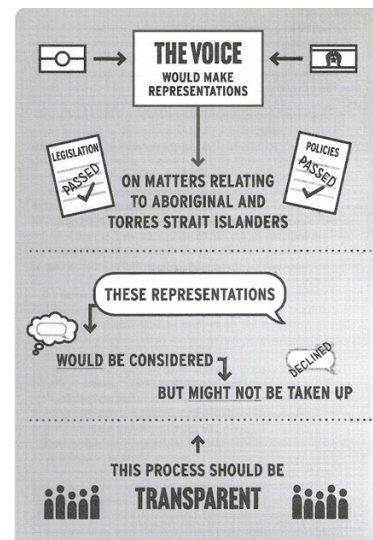 THE VOICE
WOULD MAKE
REPRESENTATIONS
LEGISLATION
PASSED
POLICIES
PASSED
ON MATTERS RELATING
TO ABORIGINAL AND
TORRES STRAIT ISLANDERS
THESE REPRESENTATIONS
WOULD BE CONSIDERED
DECLINED
BUT MIGHT NOT BE TAKEN UP
THIS PROCESS SHOULD BE
TRANSPARENT